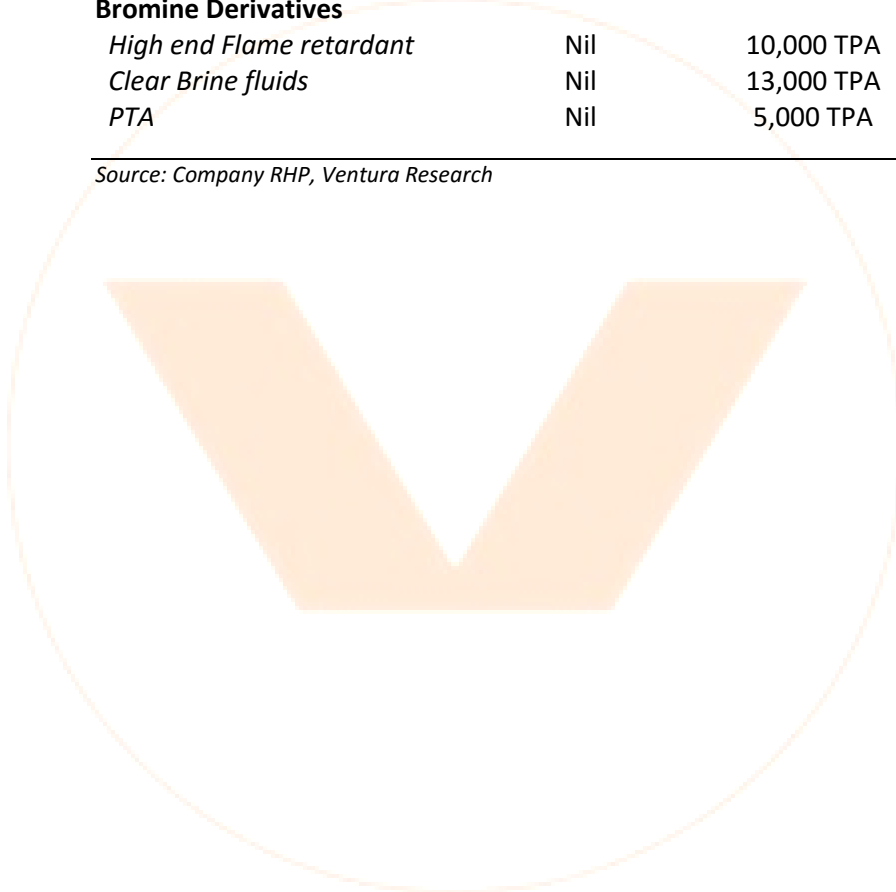 Bromine Derivatives
High end Flame retardant Nil 10,000 TPA
Clear Brine fluids Nil 13,000 TPA
PTA Nil 5,000 TPA
Source: Company RHP, Ventura Research